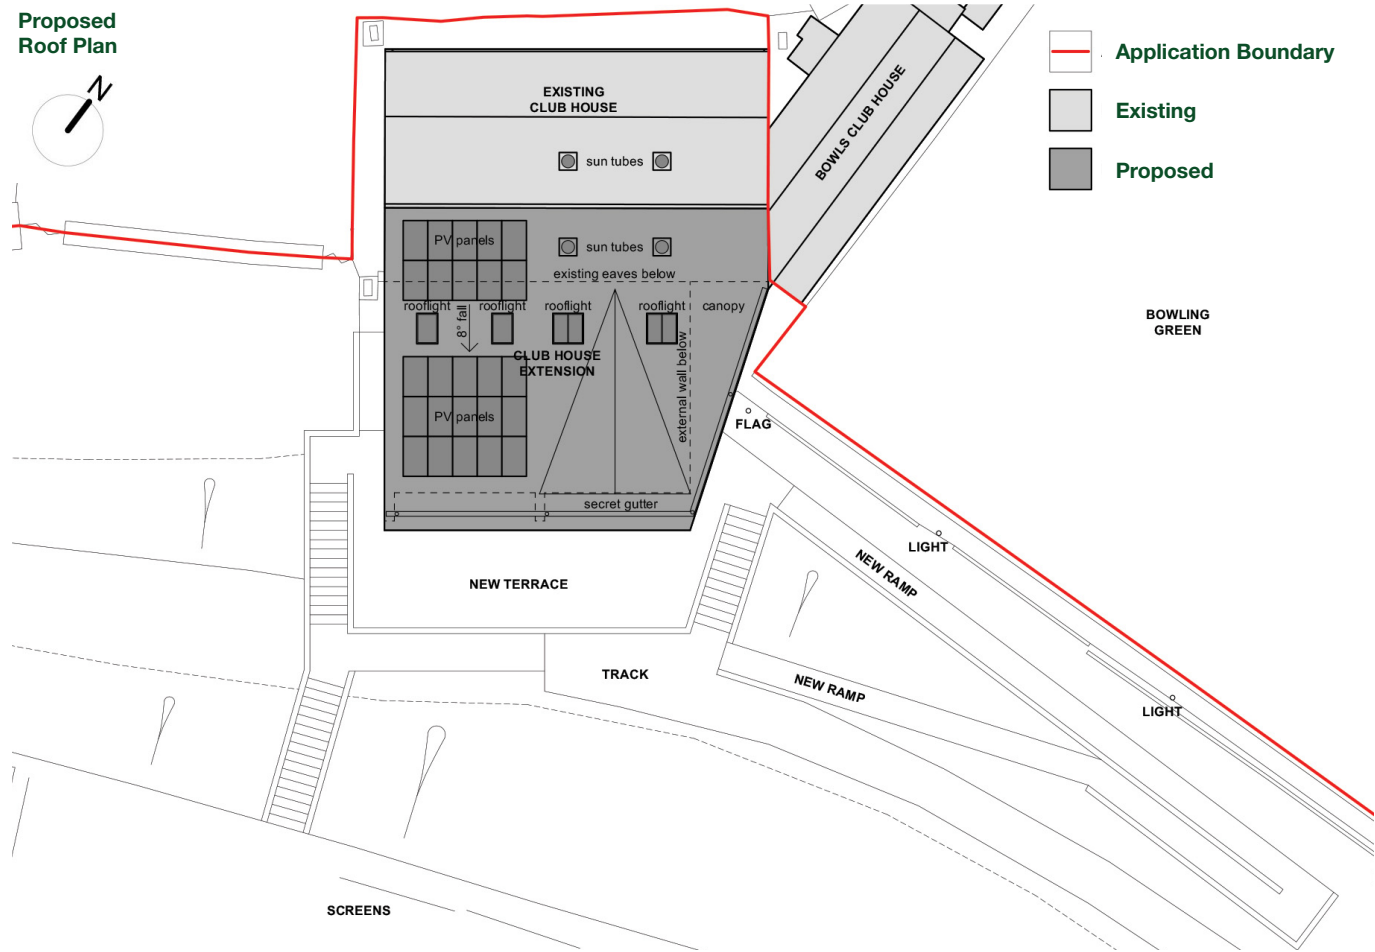 Proposed
Roof Plan
N
Application Boundary
Existing
Proposed
EXISTING
CLUB HOUSE
sun tubes
BOWLS CLUB HOUSE
PV panels
sun tubes
existing eaves below
rooflight
rooflight
rooflight
rooflight
canopy
8° fall
CLUB HOUSE
EXTENSION
external wall below
PV panels
secret gutter
BOWLING
GREEN
FLAG
LIGHT
NEW RAMP
NEW TERRACE
TRACK
NEW RAMP
LIGHT
SCREENS